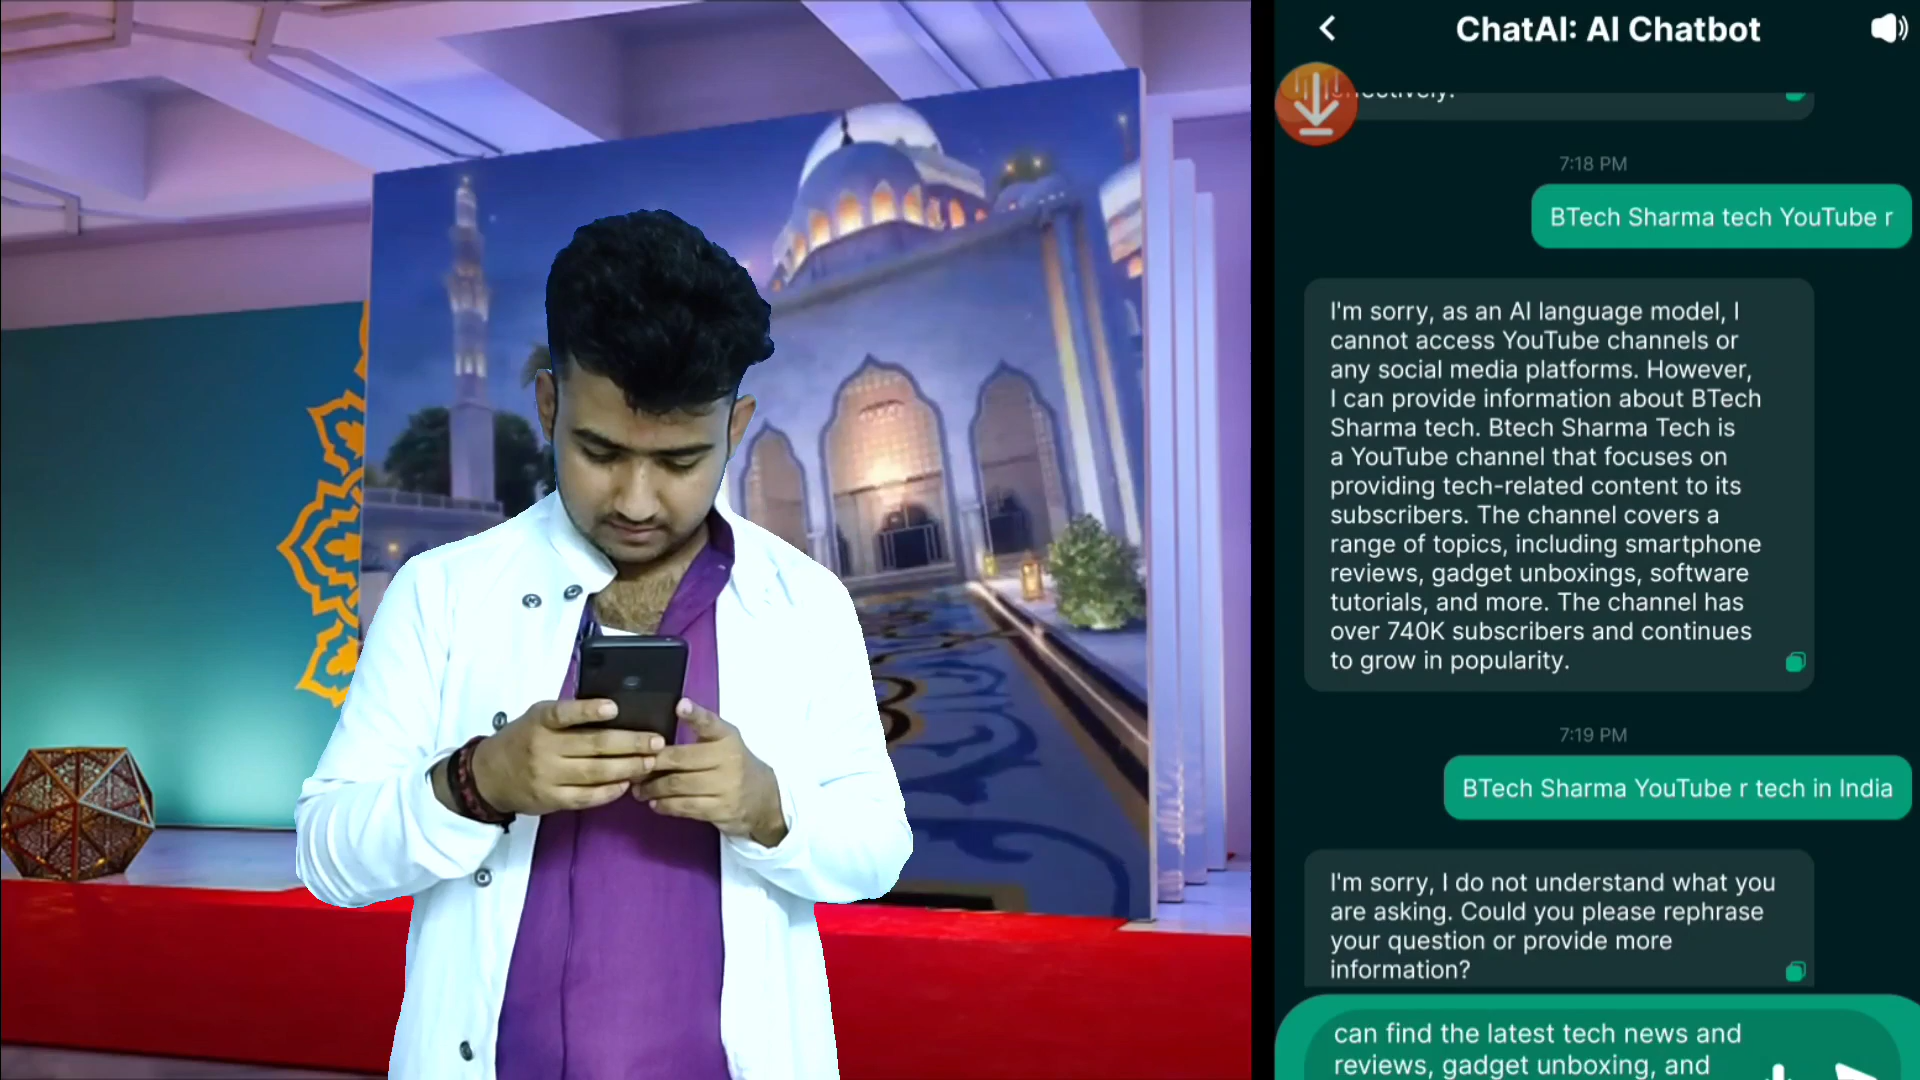 ChatAI: AI Chatbot
7:18 PM
BTech Sharma tech YouTube r
I'm sorry, as an AI language model, I
cannot access YouTube channels or
any social media platforms. However,
I can provide information about BTech
Sharma tech. Btech Sharma Tech is
a YouTube channel that focuses on
providing tech-related content to its
subscribers. The channel covers a
range of topics, including smartphone
reviews, gadget unboxings, software
tutorials, and more. The channel has
over 740K subscribers and continues
to grow in popularity.
7:19 PM
BTech Sharma YouTube r tech in India
I'm sorry, I do not understand what you
are asking. Could you please rephrase
your question or provide more
information?
can find the latest tech news and
reviews, gadget unboxing, and